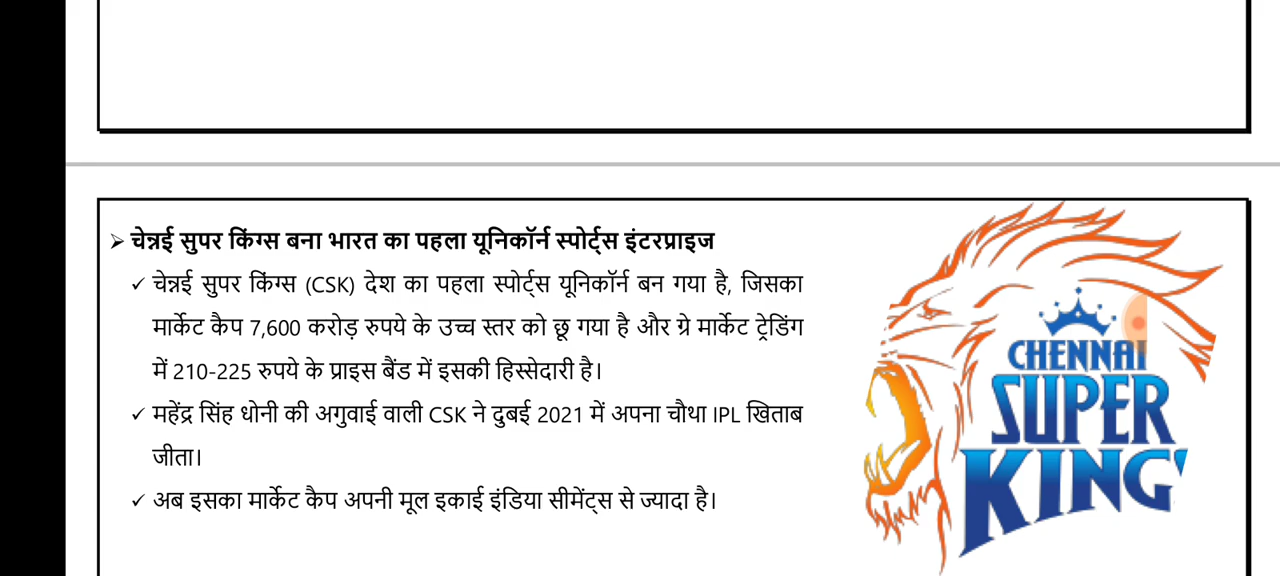 ➢ चेन्नई सुपर किंग्स बना भारत का पहला यूनिकॉर्न स्पोर्ट्स इंटरप्राइज
✓ चेन्नई सुपर किंग्स (CSK) देश का पहला स्पोर्ट्स यूनिकॉर्न बन गया है, जिसका
मार्केट कैप 7,600 करोड़ रुपये के उच्च स्तर को छू गया है और ग्रे मार्केट ट्रेडिंग
में 210-225 रुपये के प्राइस बैंड में इसकी हिस्सेदारी है।
✓ महेंद्र सिंह धोनी की अगुवाई वाली CSK ने दुबई 2021 में अपना चौथा IPL खिताब
जीता।
✓ अब इसका मार्केट कैप अपनी मूल इकाई इंडिया सीमेंट्स से ज्यादा है।
CHENNAI
SUPER
KING'